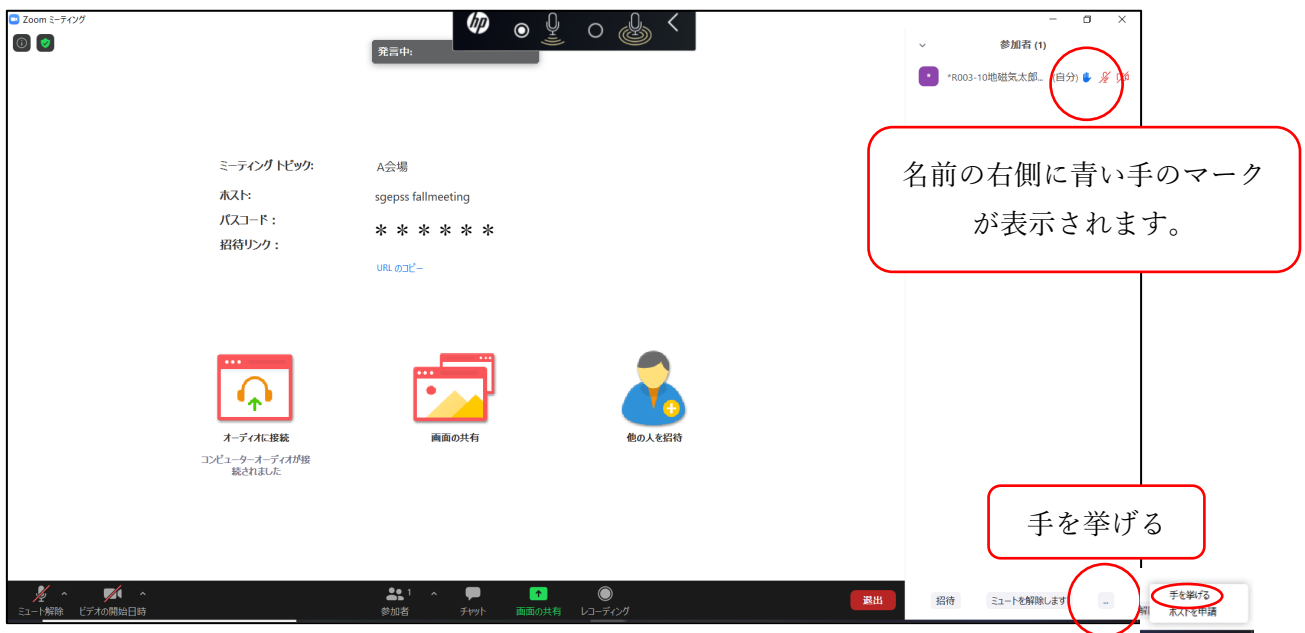 Zoom ミーティング
hp
発言中:
参加者 (1)
*R003-10地磁気太郎... (自分)
名前の右側に青い手のマーク
が表示されます。
ミーティング トピック: A会場
ホスト: sgepss fallmeeting
パスコード： ＊＊＊＊＊＊
招待リンク：
URL のコピー
オーディオに接続
コンピューターオーディオが接
続されました
画面の共有
他の人を招待
手を挙げる
ミュート解除
ビデオの開始日時
1
参加者
チャット
画面の共有
レコーディング
退出
招待
ミュートを解除します
...
手を挙げる
ホストを申請